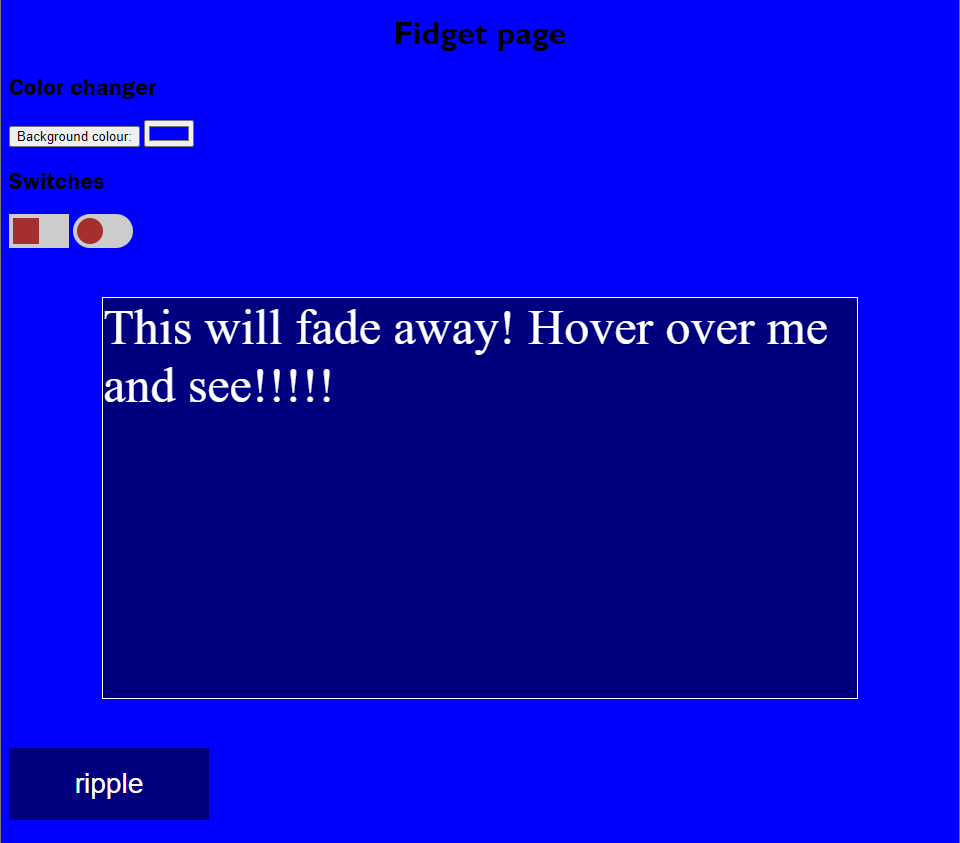 Fidget page
Color changer
Background colour:
Switches
This will fade away! Hover over me
and see!!!!!
ripple